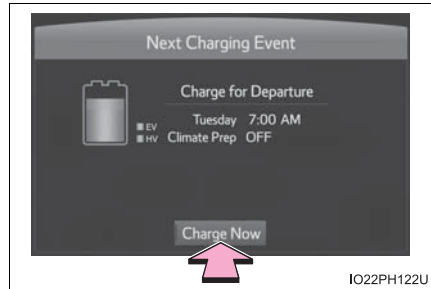 Next Charging Event
Charge for Departure
Tuesday 7:00 AM
EV
HV Climate Prep OFF
Charge Now
IO22PH122U